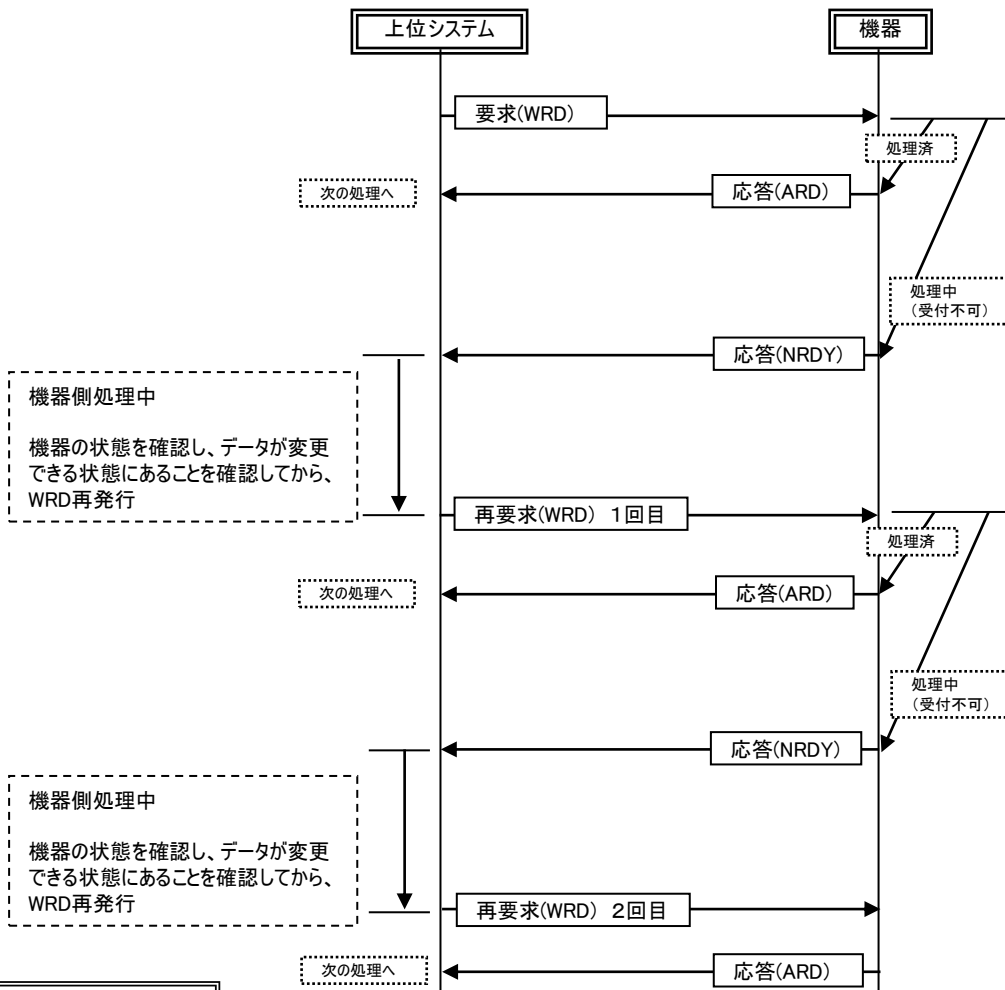 上位システム
機器
要求(WRD)
処理済
次の処理へ
応答(ARD)
処理中
(受付不可)
応答(NRDY)
機器側処理中
機器の状態を確認し、データが変更
できる状態にあることを確認してから、
WRD再発行
再要求(WRD) 1回目
処理済
次の処理へ
応答(ARD)
処理中
(受付不可)
応答(NRDY)
機器側処理中
機器の状態を確認し、データが変更
できる状態にあることを確認してから、
WRD再発行
再要求(WRD) 2回目
次の処理へ
応答(ARD)